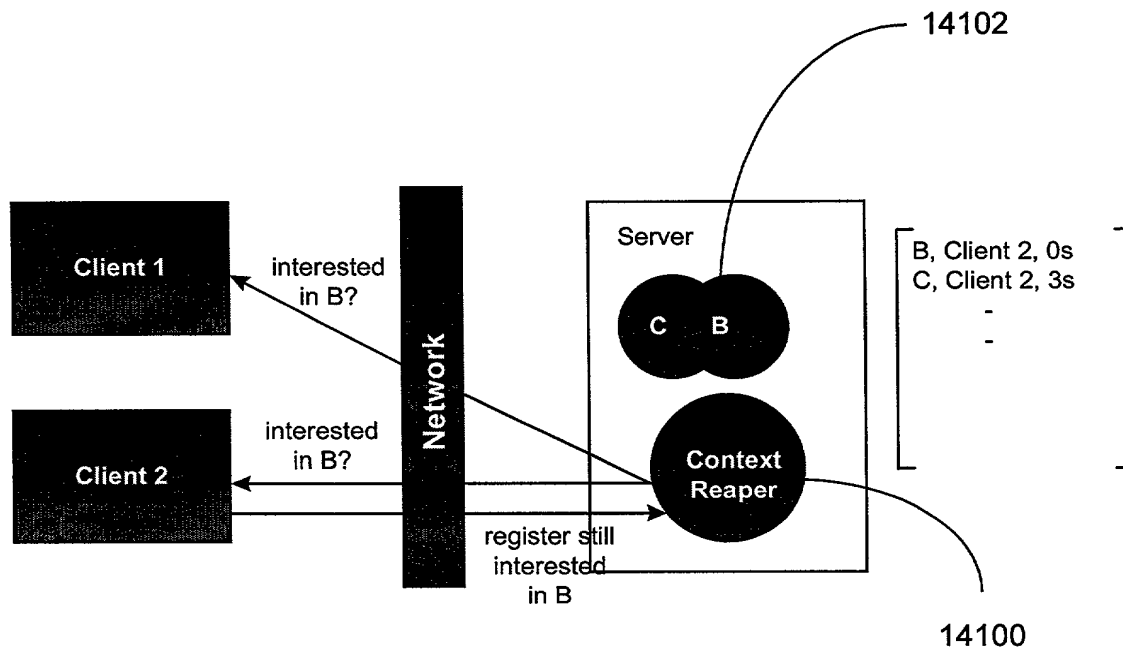 14102
Client 1
interested
in B?
Network
Server
C
B
B, Client 2, 0s
C, Client 2, 3s
-
-
Client 2
interested
in B?
Context
Reaper
register still
interested
in B
14100